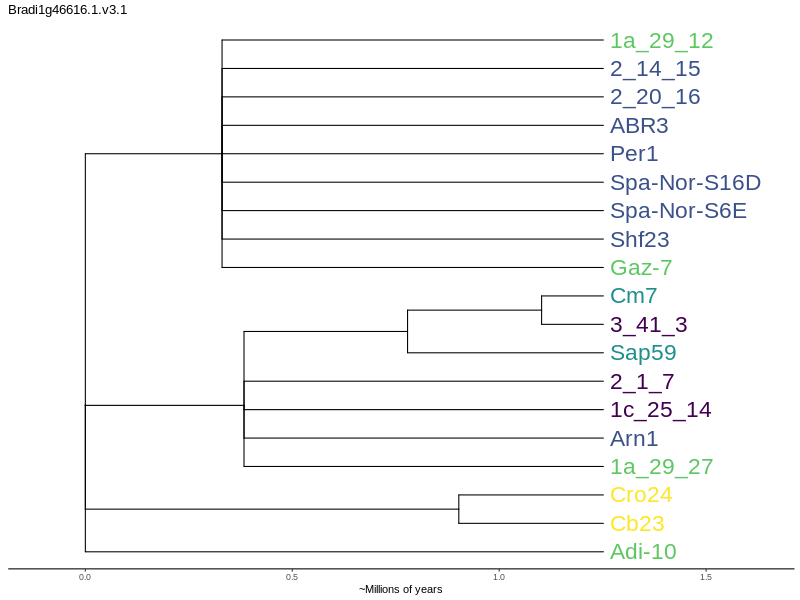 Bradi1g46616.1.v3.1
1a_29_12
2_14_15
2_20_16
ABR3
Per1
Spa-Nor-S16D
Spa-Nor-S6E
Shf23
Gaz-7
Cm7
3_41_3
Sap59
2_1_7
1c_25_14
Arn1
1a_29_27
Cro24
Cb23
Adi-10
0.0 0.5 1.0 1.5
~Millions of years